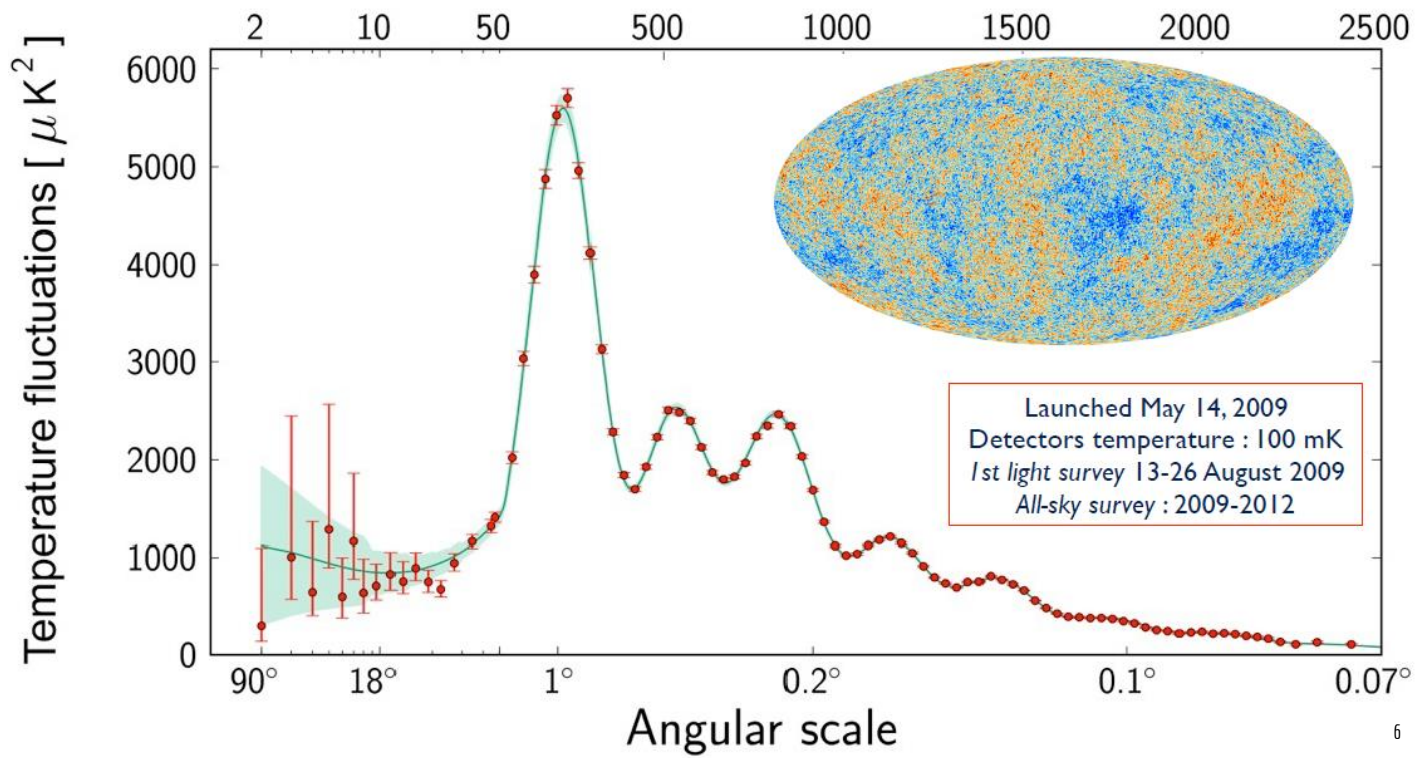 2 10 50 500 1000 1500 2000 2500
Temperature fluctuations [ μ K² ]
6000
5000
4000
3000
2000
1000
0
Launched May 14, 2009
Detectors temperature : 100 mK
1st light survey 13-26 August 2009
All-sky survey : 2009-2012
90° 18° 1° 0.2° 0.1° 0.07°
Angular scale
6